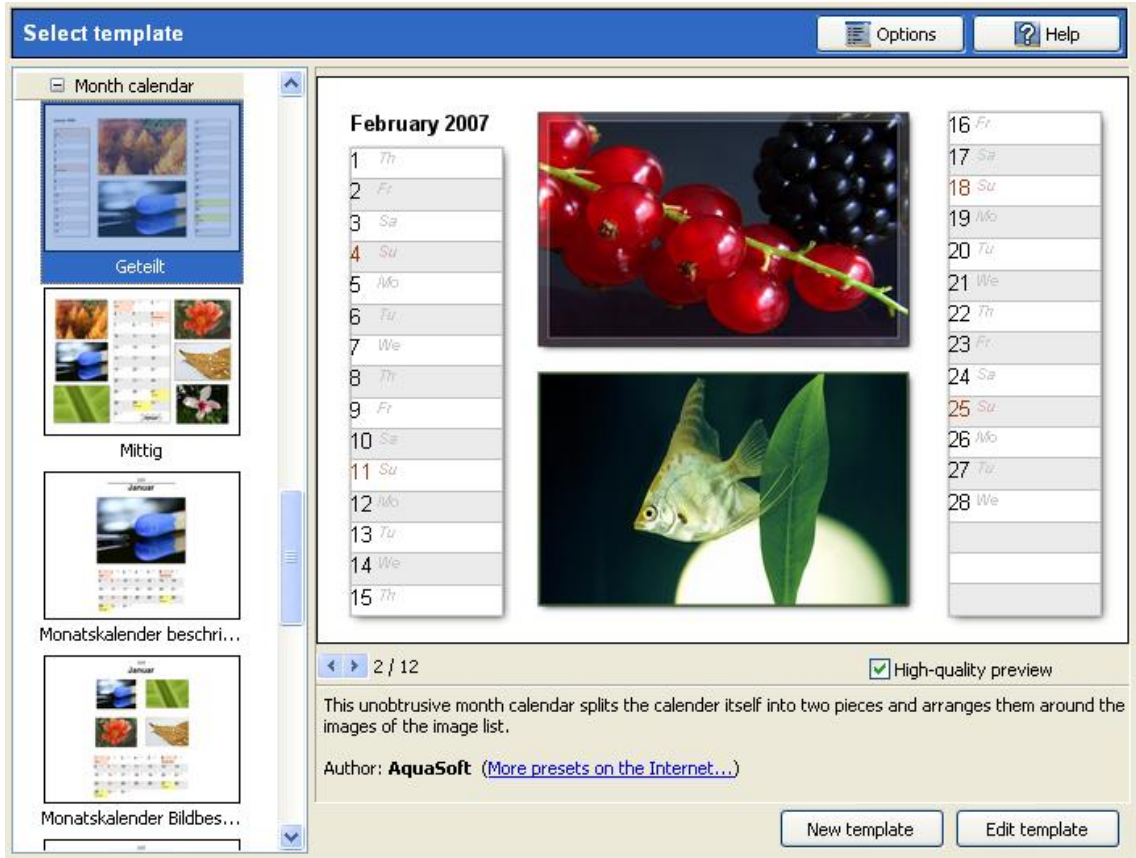 Select template
Options
Help
Month calendar
Geteilt
Mittig
Januar
Monatskalender beschri...
Januar
Monatskalender Bildbes...
February 2007
1 Th
2 Fr
3 Sa
4 Su
5 Mo
6 Tu
7 We
8 Th
9 Fr
10 Sa
11 Su
12 Mo
13 Tu
14 We
15 Th
16 Fr
17 Sa
18 Su
19 Mo
20 Tu
21 We
22 Th
23 Fr
24 Sa
25 Su
26 Mo
27 Tu
28 We
2 / 12
High-quality preview
This unobtrusive month calendar splits the calender itself into two pieces and arranges them around the
images of the image list.
Author: AquaSoft (More presets on the Internet...)
New template
Edit template